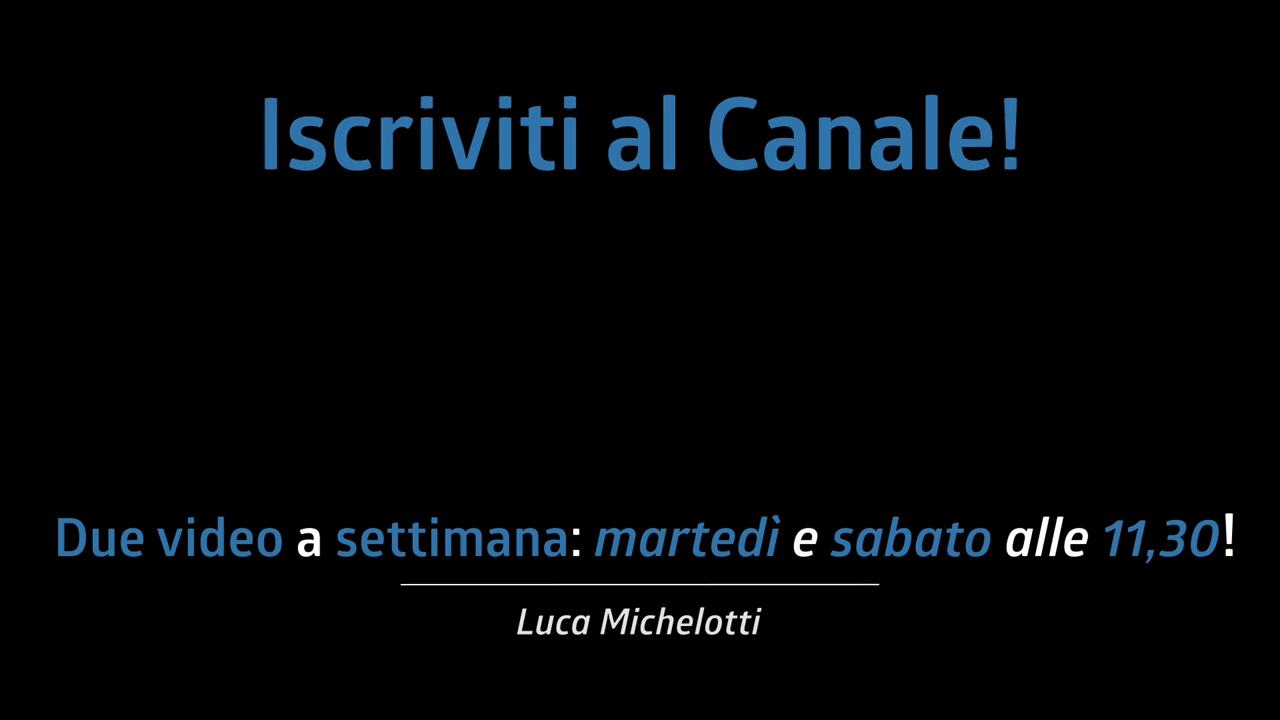 Iscriviti al Canale!
Due video a settimana: martedì e sabato alle 11,30!
Luca Michelotti